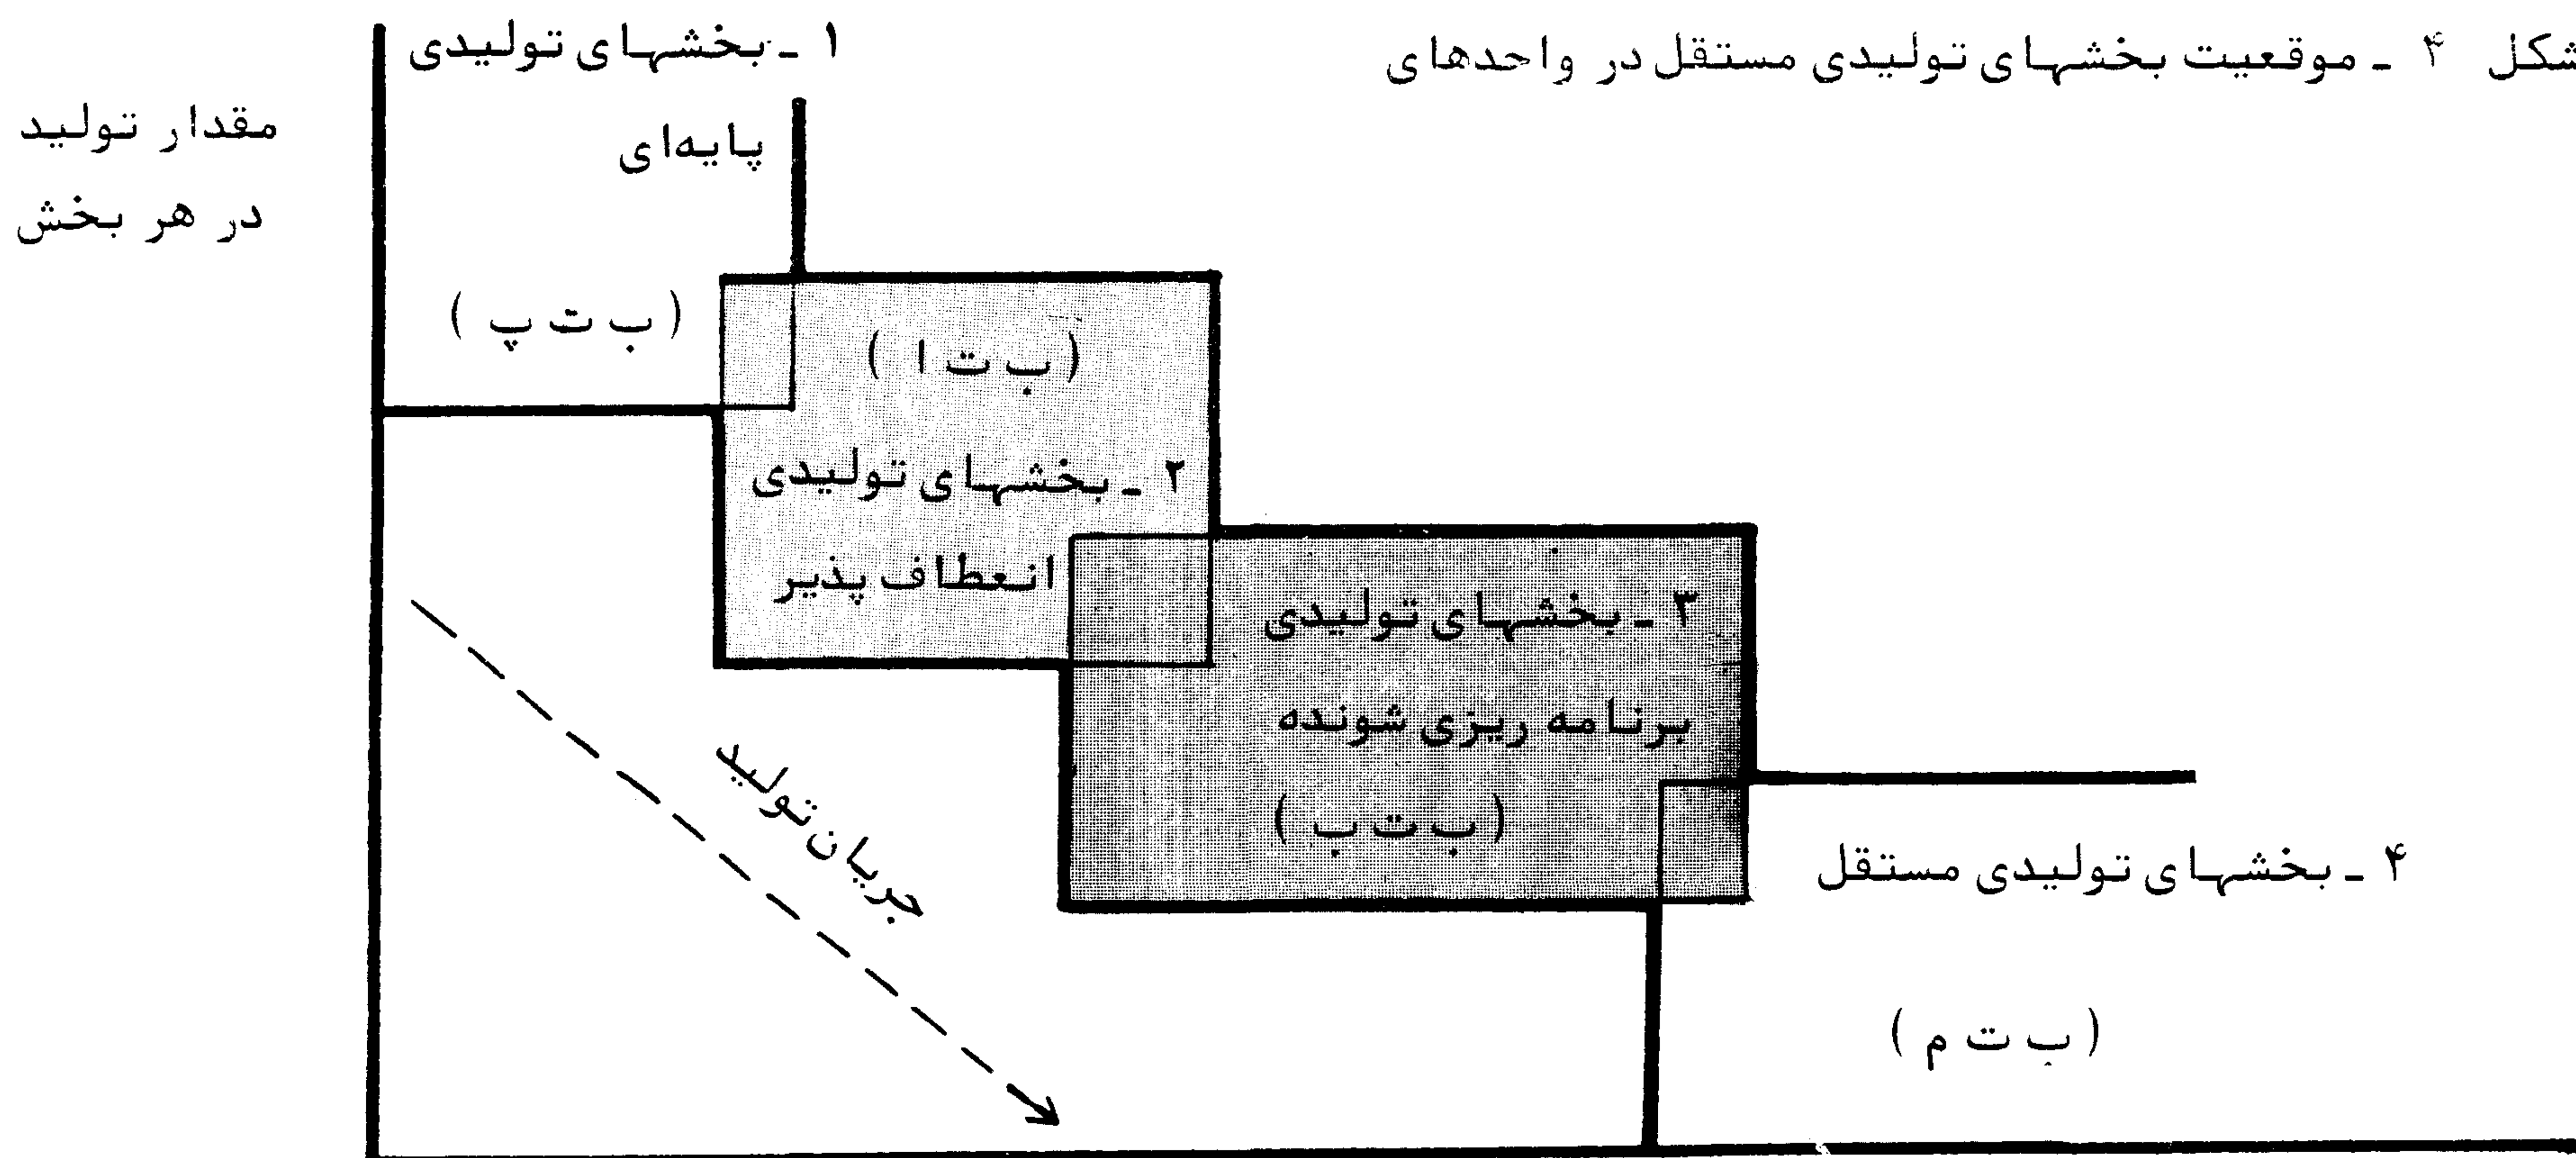 شکل ۴ ـ موقعیت بخشهای تولیدی مستقل در واحدهای
مقدار تولید
در هر بخش
۱ ـ بخشهای تولیدی
پایه‌ای
( ب ت پ )
( ب ت ا )
۲ ـ بخشهای تولیدی
انعطاف پذیر
۳ ـ بخشهای تولیدی
برنامه ریزی شونده
( ب ت ب )
۴ ـ بخشهای تولیدی مستقل
( ب ت م )
جریان تولید